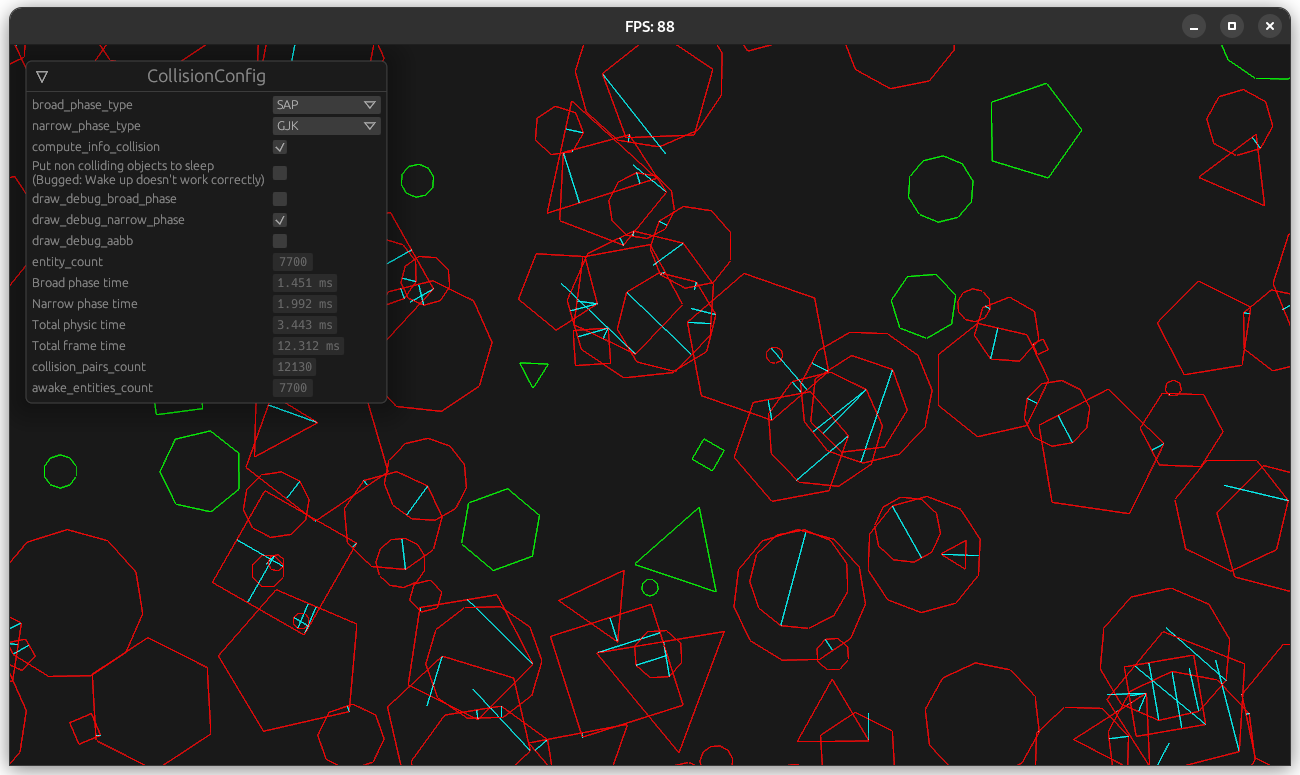 FPS: 88
CollisionConfig
broad_phase_type SAP
narrow_phase_type GJK
compute_info_collision
Put non colliding objects to sleep
(Bugged: Wake up doesn't work correctly)
draw_debug_broad_phase
draw_debug_narrow_phase
draw_debug_aabb
entity_count 7700
Broad phase time 1.451 ms
Narrow phase time 1.992 ms
Total physic time 3.443 ms
Total frame time 12.312 ms
collision_pairs_count 12130
awake_entities_count 7700